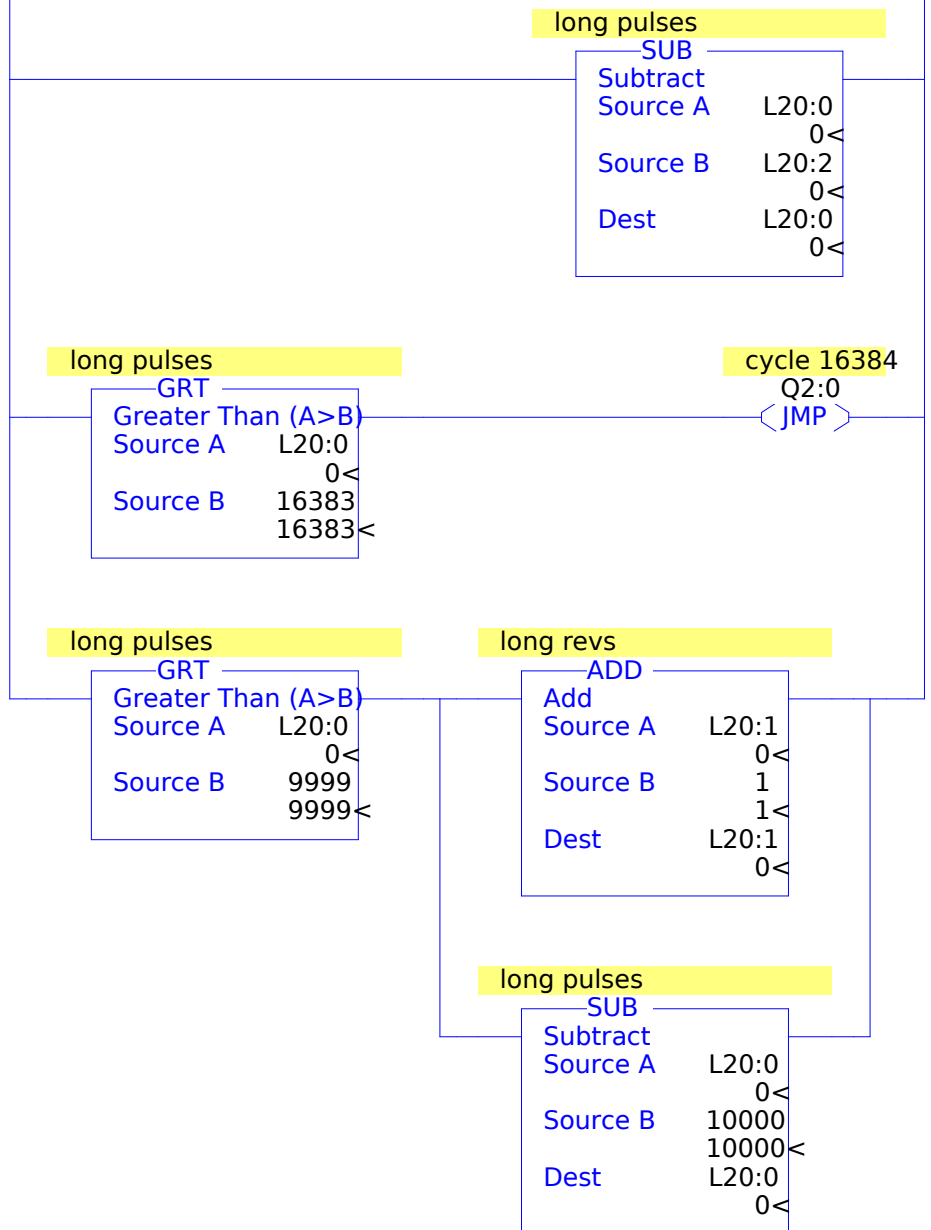 long pulses
SUB
Subtract
Source A L20:0
0<
Source B L20:2
0<
Dest L20:0
0<
long pulses
GRT
Greater Than (A>B)
Source A L20:0
0<
Source B 16383
16383<
cycle 16384
Q2:0
JMP
long pulses
GRT
Greater Than (A>B)
Source A L20:0
0<
Source B 9999
9999<
long revs
ADD
Add
Source A L20:1
0<
Source B 1
1<
Dest L20:1
0<
long pulses
SUB
Subtract
Source A L20:0
0<
Source B 10000
10000<
Dest L20:0
0<